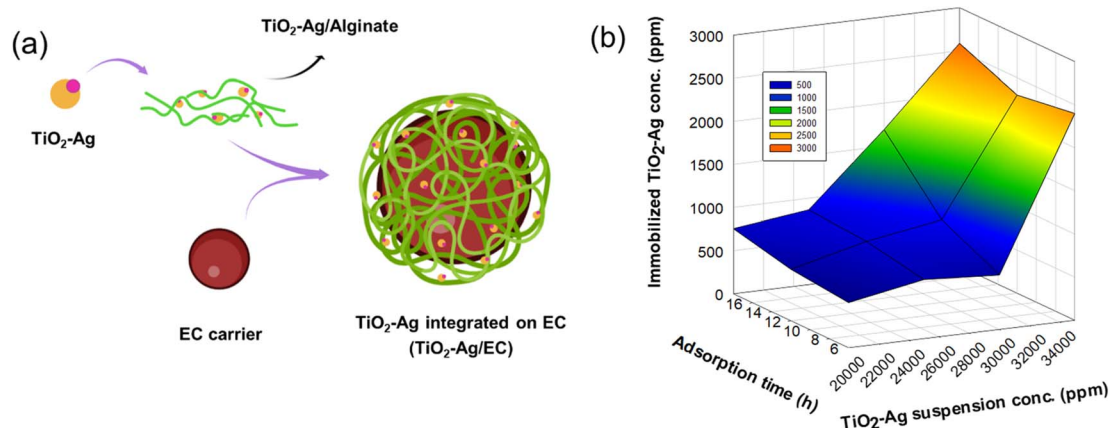 (a)
TiO₂-Ag/Alginate
TiO₂-Ag
EC carrier
TiO₂-Ag integrated on EC
(TiO₂-Ag/EC)
(b)
Immobilized TiO₂-Ag conc. (ppm)
3000
2500
2000
1500
1000
500
0
500
1000
1500
2000
2500
3000
16
14
12
10
8
6
Adsorption time (h)
20000
22000
24000
26000
28000
30000
32000
34000
TiO₂-Ag suspension conc. (ppm)